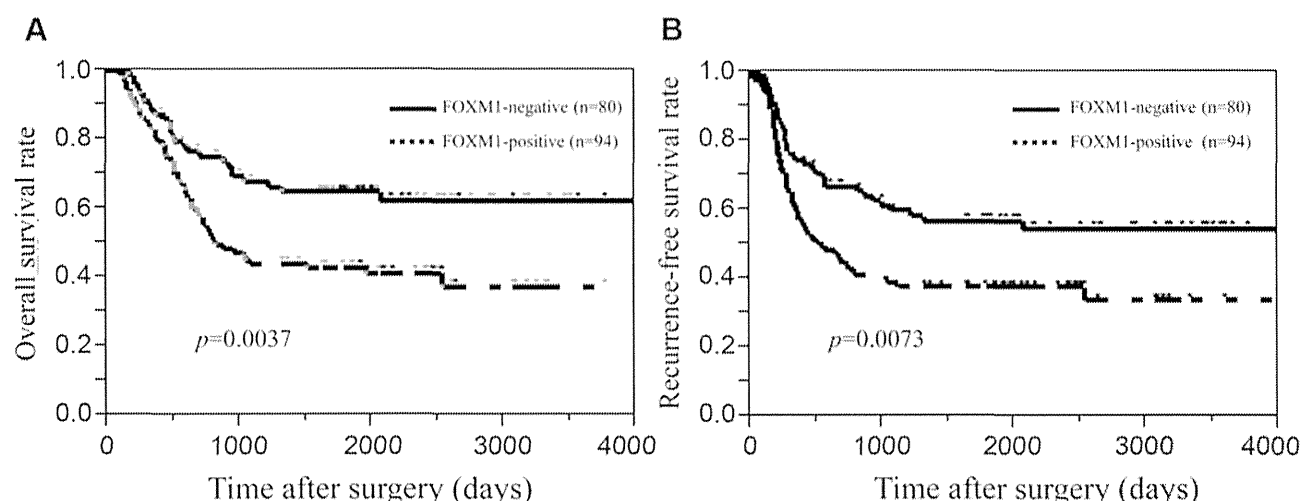 A
Overall survival rate
1.0
0.8
0.6
0.4
0.2
0.0
FOXM1-negative (n=80)
FOXM1-positive (n=94)
p=0.0037
0 1000 2000 3000 4000
Time after surgery (days)
B
Recurrence-free survival rate
1.0
0.8
0.6
0.4
0.2
0.0
FOXM1-negative (n=80)
FOXM1-positive (n=94)
p=0.0073
0 1000 2000 3000 4000
Time after surgery (days)